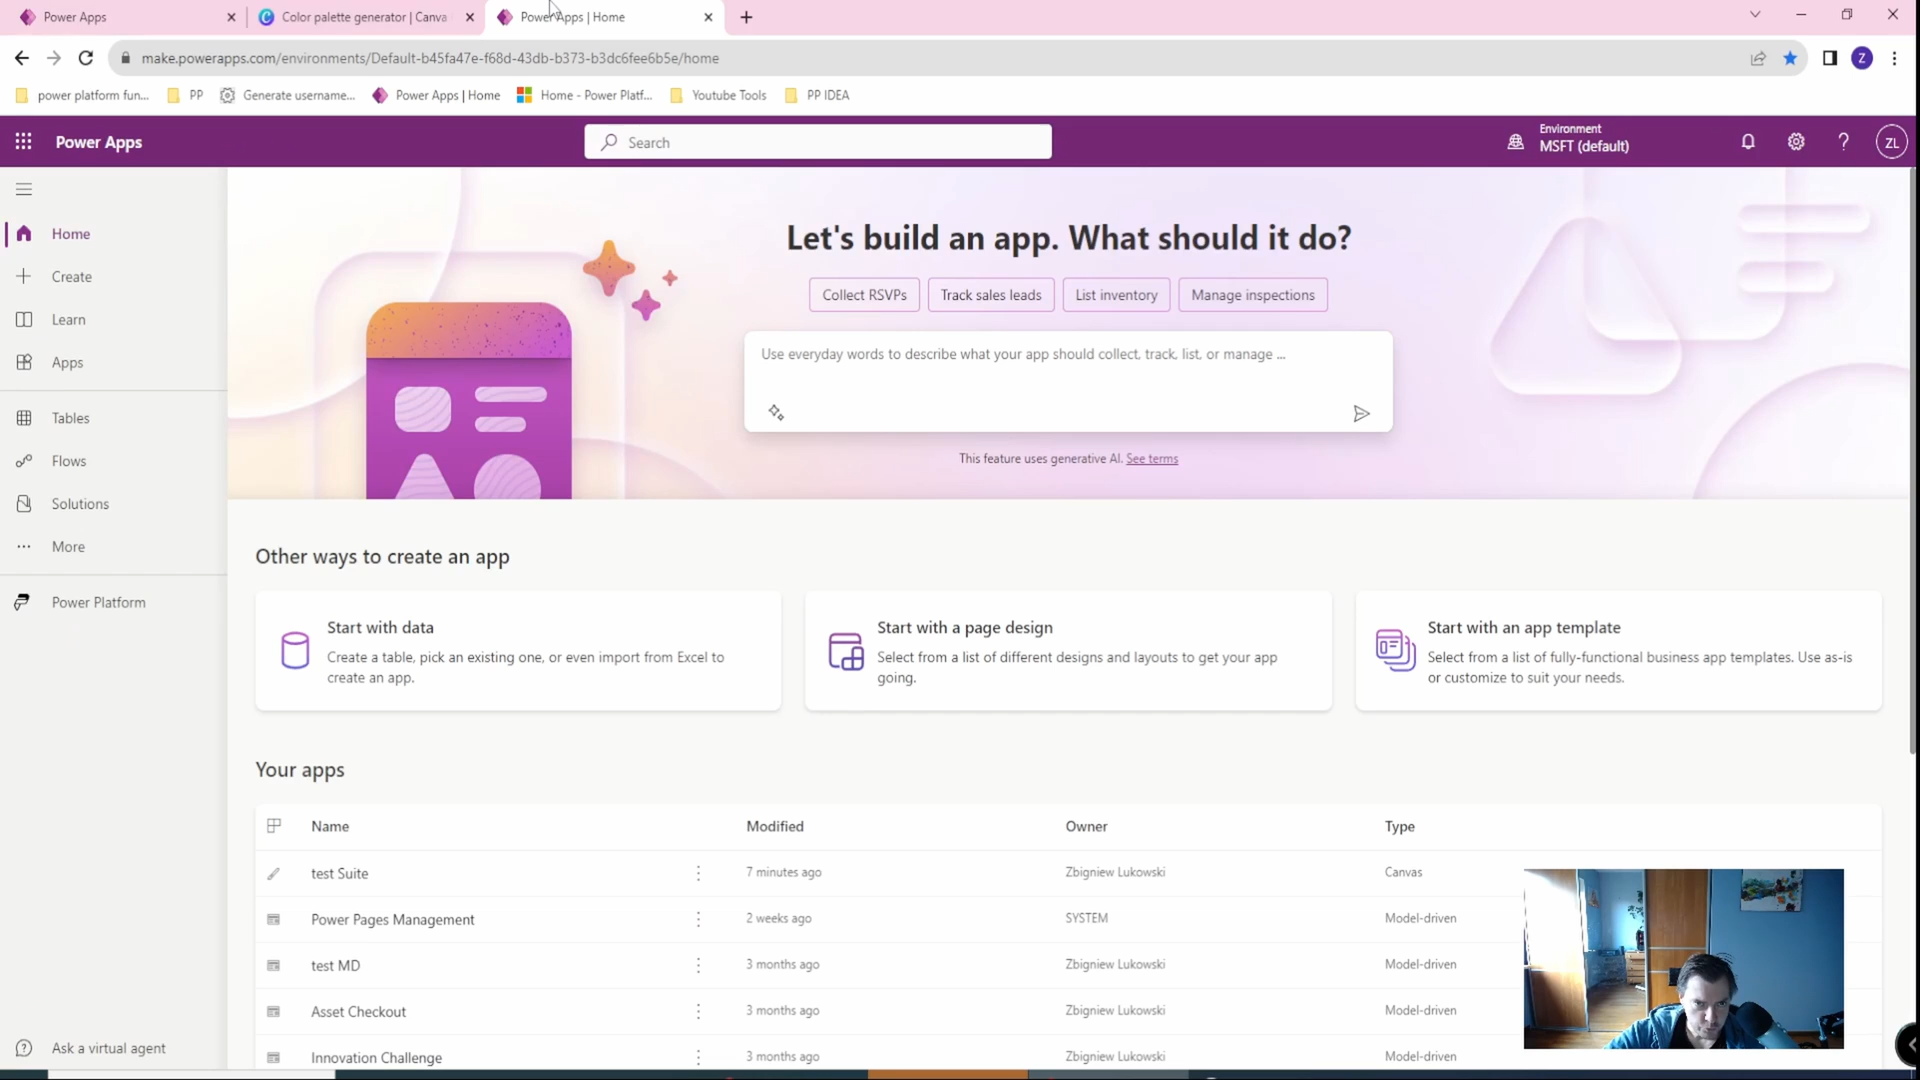 Power Apps
Color palette generator | Canva
Power Apps | Home
make.powerapps.com/environments/Default-b45fa47e-f68d-43db-b373-b3dc6fee6b5e/home
Z
power platform fun...
PP
Generate username...
Power Apps | Home
Home - Power Platf...
Youtube Tools
PP IDEA
Power Apps
Search
Environment
MSFT (default)
ZL
Home
Create
Learn
Apps
Tables
Flows
Solutions
More
Power Platform
Ask a virtual agent
Let's build an app. What should it do?
Collect RSVPs
Track sales leads
List inventory
Manage inspections
Use everyday words to describe what your app should collect, track, list, or manage ...
This feature uses generative AI. See terms
Other ways to create an app
Start with data
Create a table, pick an existing one, or even import from Excel to
create an app.
Start with a page design
Select from a list of different designs and layouts to get your app
going.
Start with an app template
Select from a list of fully-functional business app templates. Use as-is
or customize to suit your needs.
Your apps
Name Modified Owner Type
test Suite 7 minutes ago Zbigniew Lukowski Canvas
Power Pages Management 2 weeks ago SYSTEM Model-driven
test MD 3 months ago Zbigniew Lukowski Model-driven
Asset Checkout 3 months ago Zbigniew Lukowski Model-driven
Innovation Challenge 3 months ago Zbigniew Lukowski Model-driven